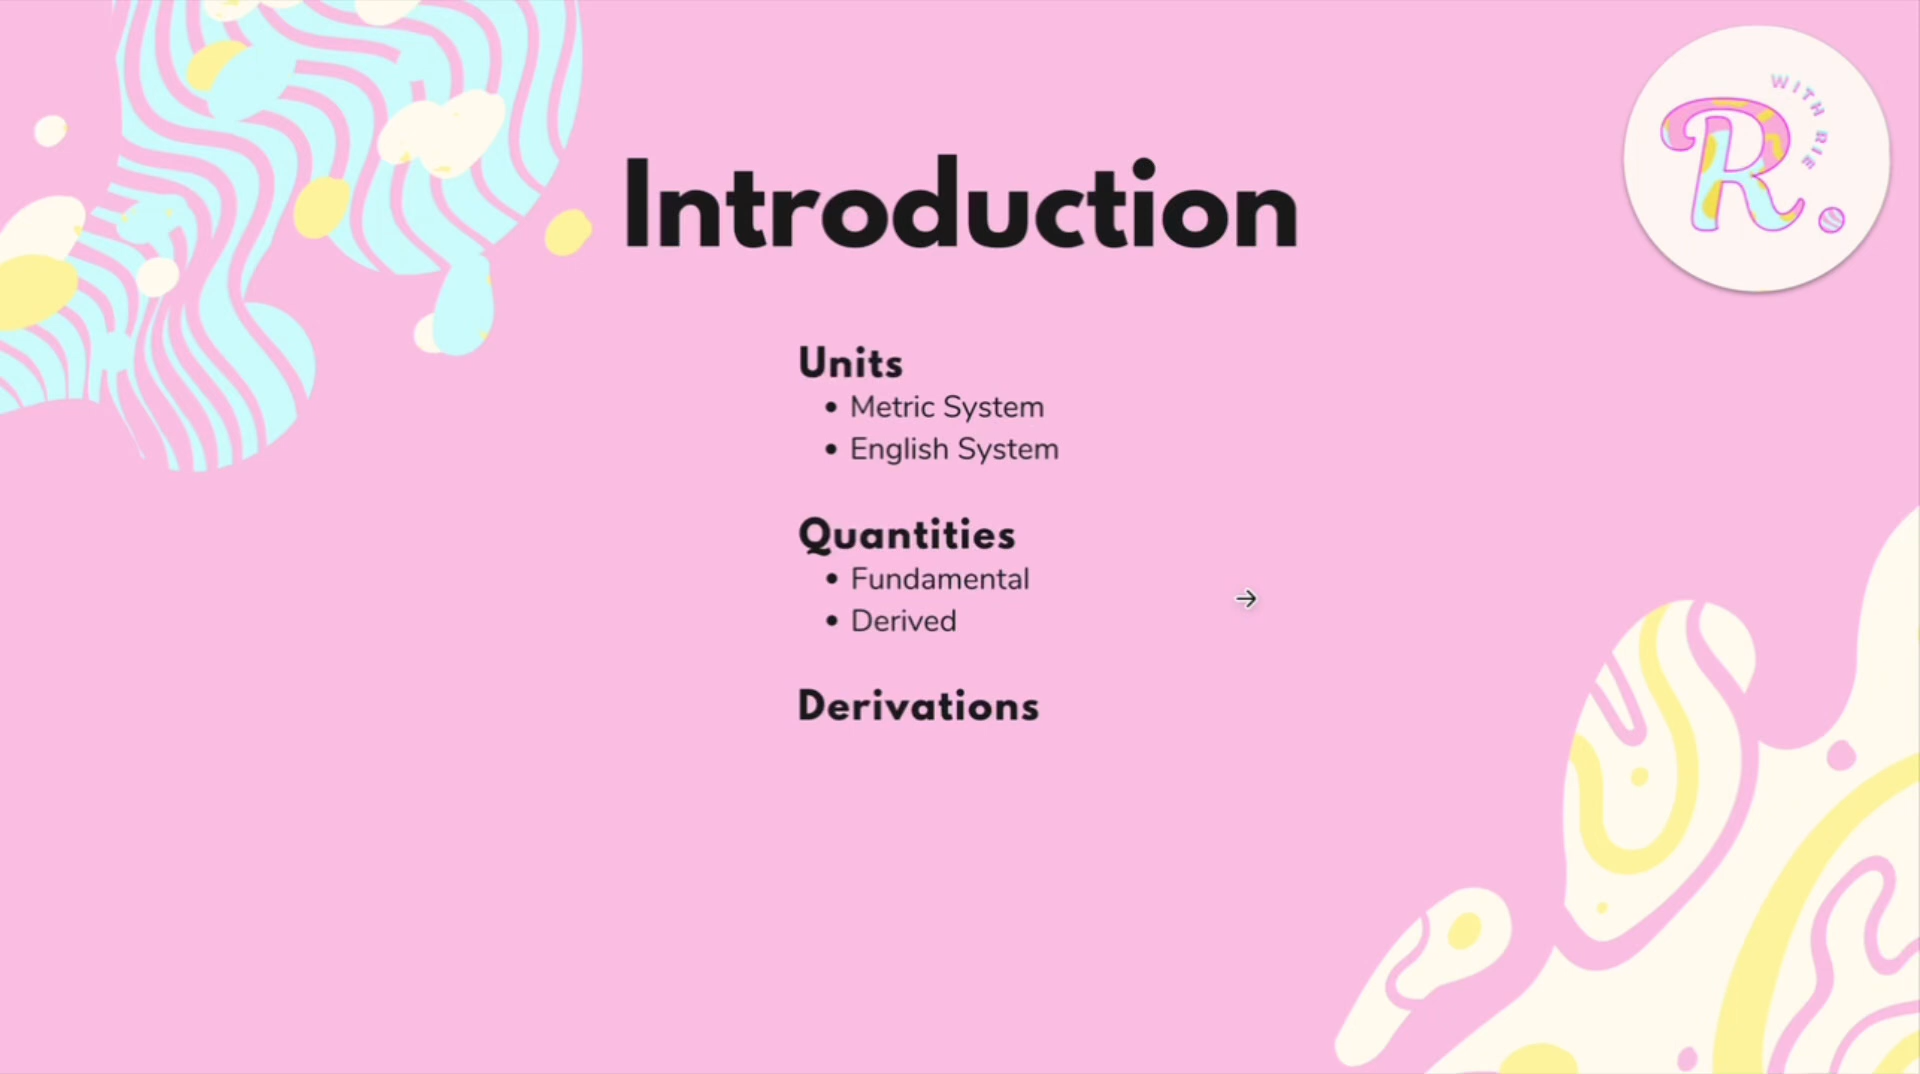 Introduction
R.
WITH RIE
Units
• Metric System
• English System
Quantities
• Fundamental
• Derived
Derivations